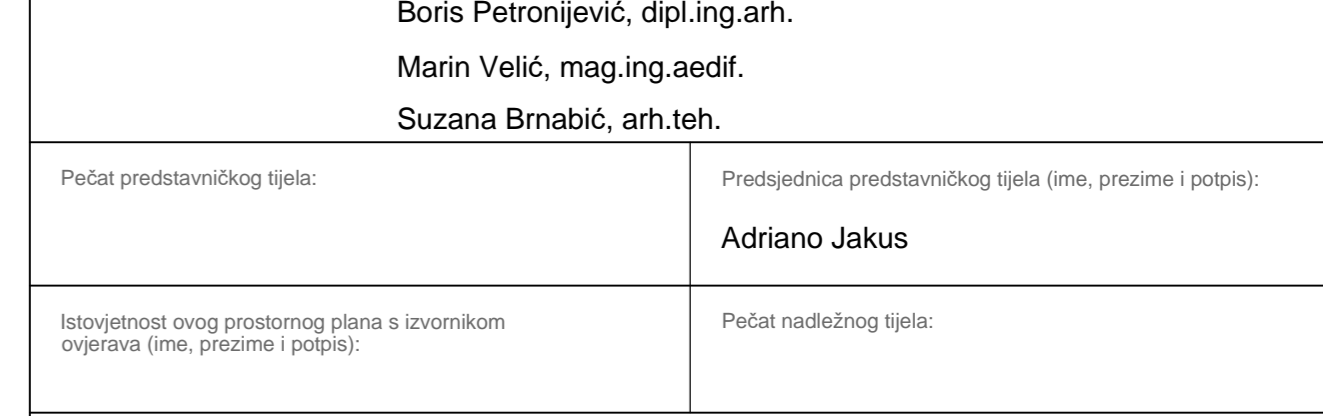 Boris Petronijević, dipl.ing.arh.
Marin Velić, mag.ing.aedif.
Suzana Brnabić, arh.teh.
Pečat predstavničkog tijela:
Predsjednica predstavničkog tijela (ime, prezime i potpis):
Adriano Jakus
Istovjetnost ovog prostornog plana s izvornikom
ovjerava (ime, prezime i potpis):
Pečat nadležnog tijela: